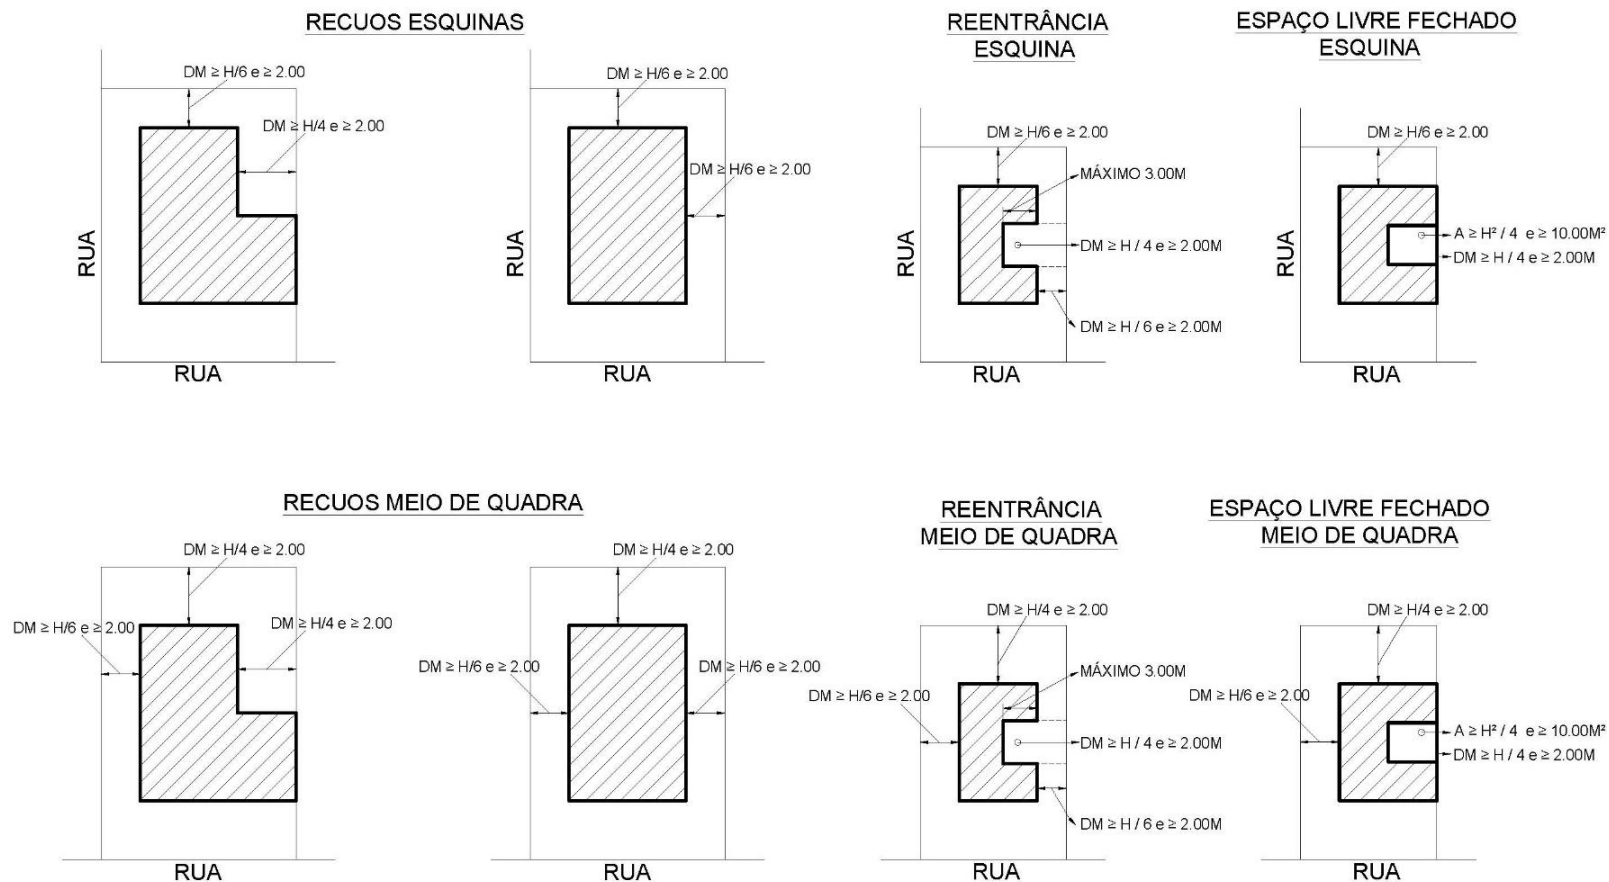 RECUOS ESQUINAS
DM ≥ H/6 e ≥ 2.00
DM ≥ H/4 e ≥ 2.00
RUA
RUA
DM ≥ H/6 e ≥ 2.00
DM ≥ H/6 e ≥ 2.00
RUA
RUA
REENTRÂNCIA
ESQUINA
DM ≥ H/6 e ≥ 2.00
MÁXIMO 3.00M
DM ≥ H / 4 e ≥ 2.00M
DM ≥ H / 6 e ≥ 2.00M
RUA
RUA
ESPAÇO LIVRE FECHADO
ESQUINA
DM ≥ H/6 e ≥ 2.00
A ≥ H² / 4 e ≥ 10.00M²
DM ≥ H / 4 e ≥ 2.00M
RUA
RUA
RECUOS MEIO DE QUADRA
DM ≥ H/4 e ≥ 2.00
DM ≥ H/6 e ≥ 2.00
DM ≥ H/4 e ≥ 2.00
RUA
DM ≥ H/4 e ≥ 2.00
DM ≥ H/6 e ≥ 2.00
DM ≥ H/6 e ≥ 2.00
RUA
REENTRÂNCIA
MEIO DE QUADRA
DM ≥ H/4 e ≥ 2.00
MÁXIMO 3.00M
DM ≥ H/6 e ≥ 2.00
DM ≥ H / 4 e ≥ 2.00M
DM ≥ H / 6 e ≥ 2.00M
RUA
ESPAÇO LIVRE FECHADO
MEIO DE QUADRA
DM ≥ H/4 e ≥ 2.00
DM ≥ H/6 e ≥ 2.00
A ≥ H² / 4 e ≥ 10.00M²
DM ≥ H / 4 e ≥ 2.00M
RUA